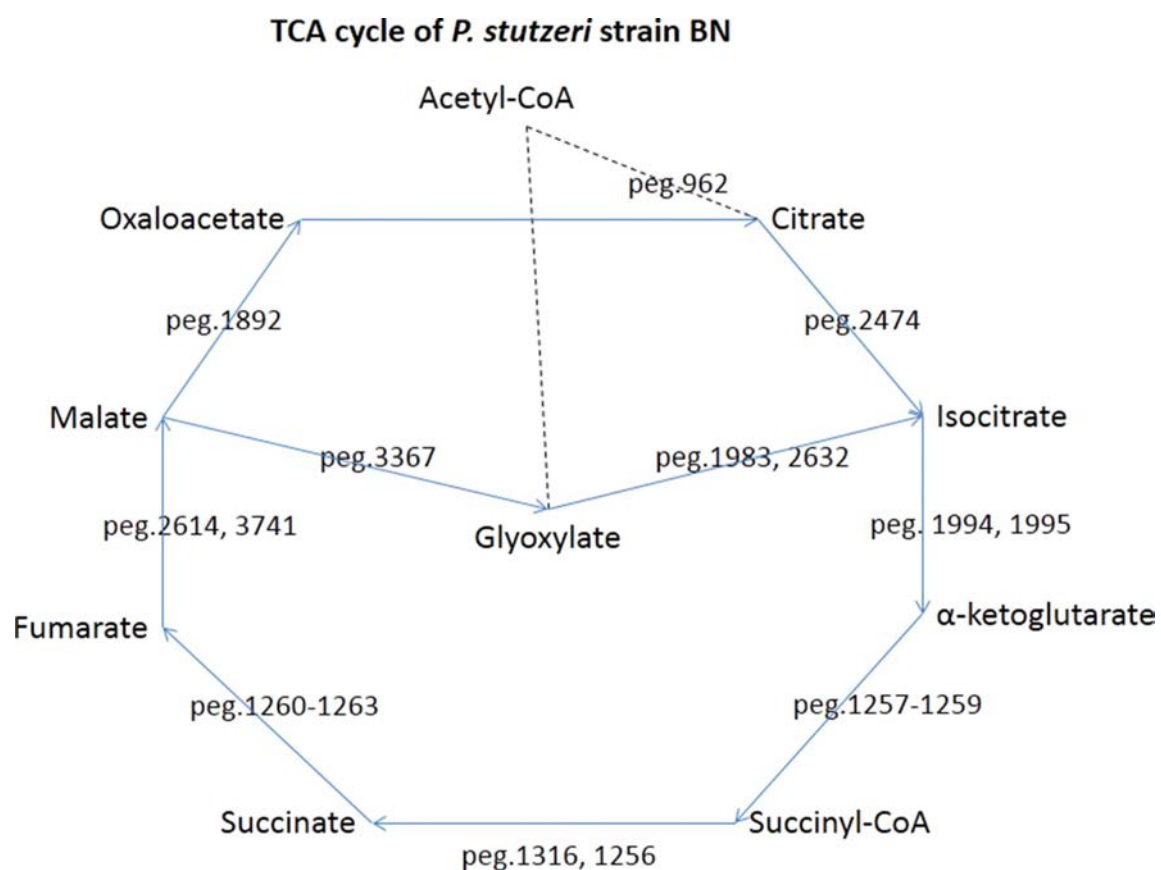 TCA cycle of P. stutzeri strain BN
Acetyl-CoA
peg.962
Oxaloacetate
Citrate
peg.1892
peg.2474
Malate
Isocitrate
peg.3367
peg.1983, 2632
Glyoxylate
peg.2614, 3741
peg. 1994, 1995
Fumarate
α-ketoglutarate
peg.1260-1263
peg.1257-1259
Succinate
Succinyl-CoA
peg.1316, 1256